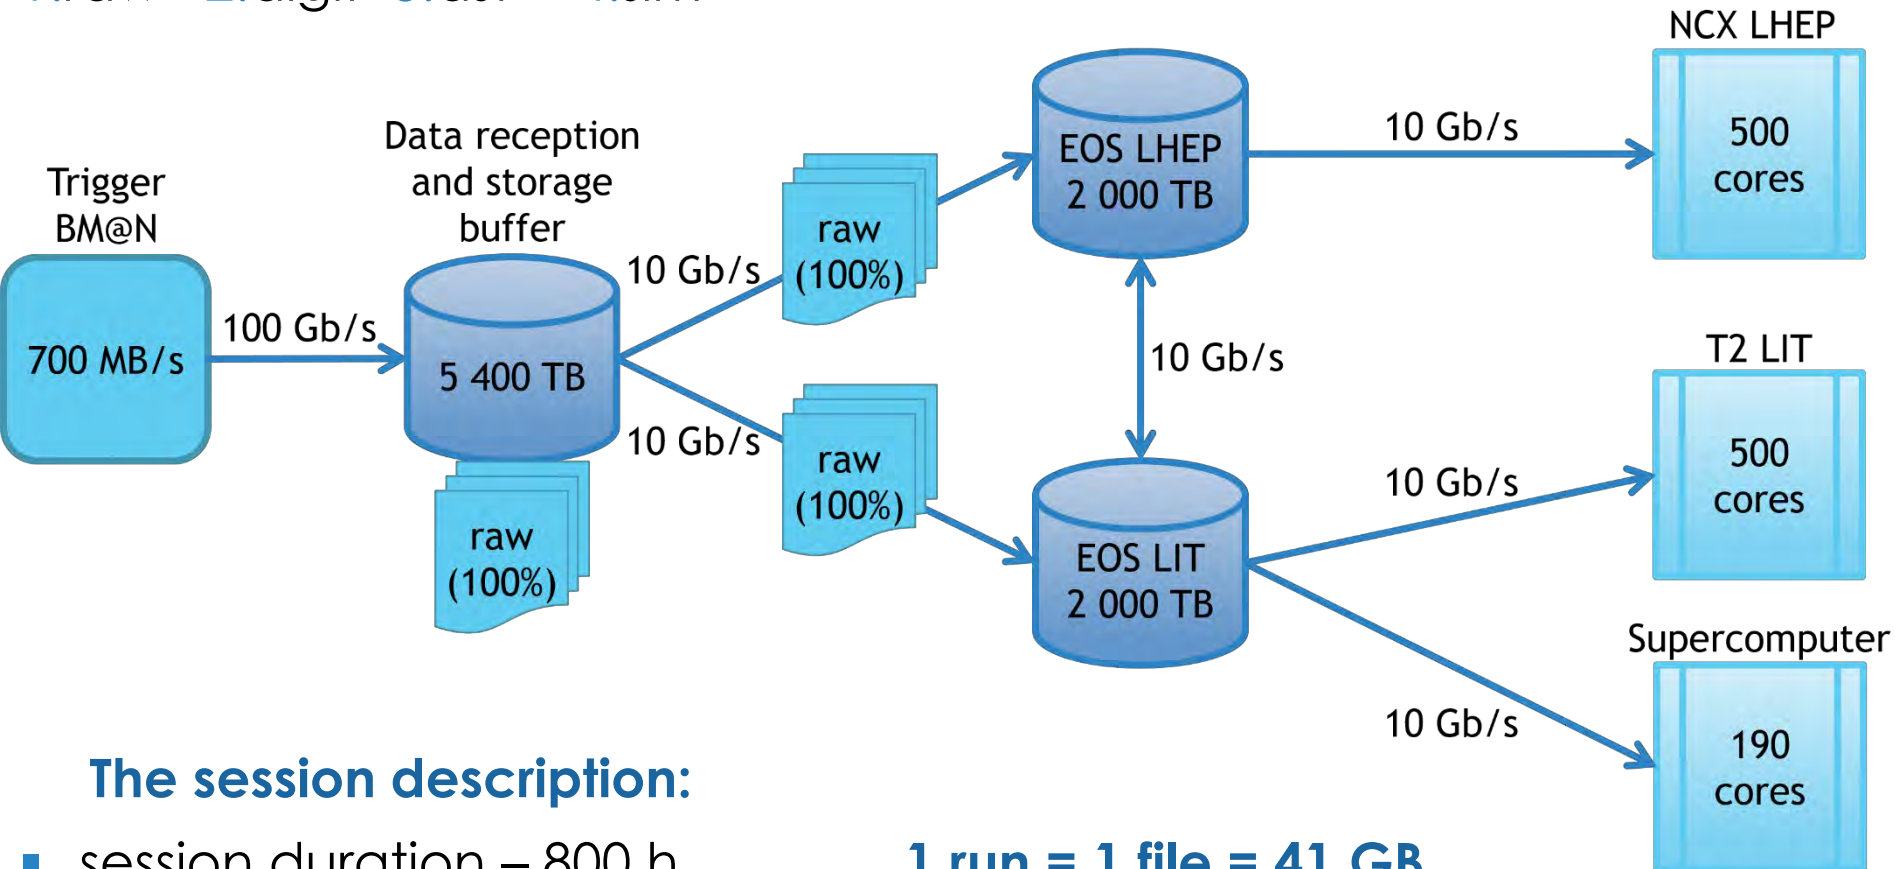 NCX LHEP
Data reception
and storage
buffer
Trigger
BM@N
700 MB/s
100 Gb/s
5 400 TB
raw
(100%)
10 Gb/s
10 Gb/s
raw
(100%)
raw
(100%)
EOS LHEP
2 000 TB
10 Gb/s
EOS LIT
2 000 TB
10 Gb/s
500
cores
T2 LIT
10 Gb/s
500
cores
Supercomputer
10 Gb/s
190
cores
The session description:
session duration – 800 h
1 run = 1 file = 41 GB